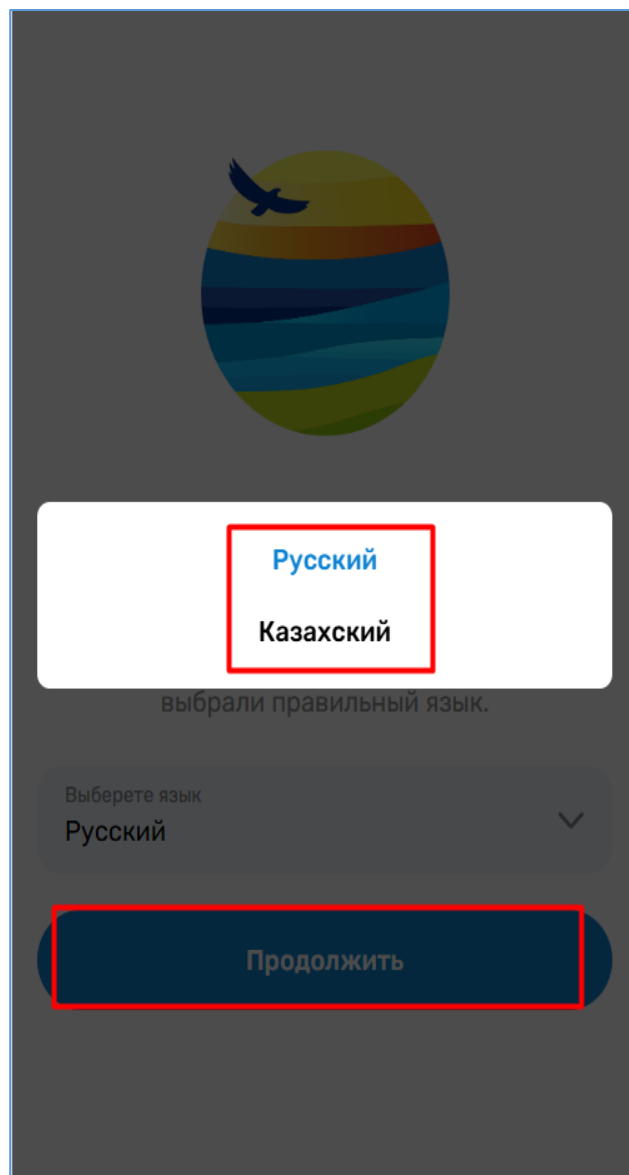 Русский
Казахский
выбрали правильный язык.
Выберете язык
Русский
Продолжить